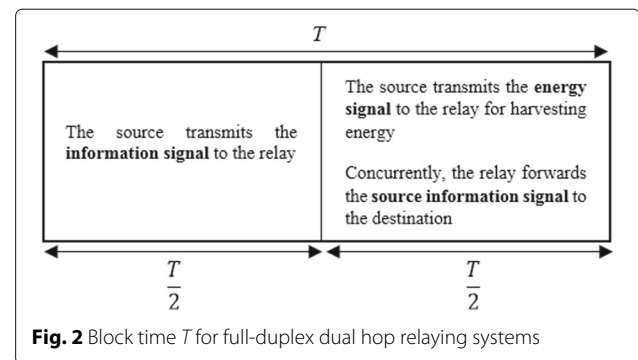 T
The source transmits the
information signal to the relay
The source transmits the energy
signal to the relay for harvesting
energy
Concurrently, the relay forwards
the source information signal to
the destination
T
2
T
2
Fig. 2 Block time T for full-duplex dual hop relaying systems